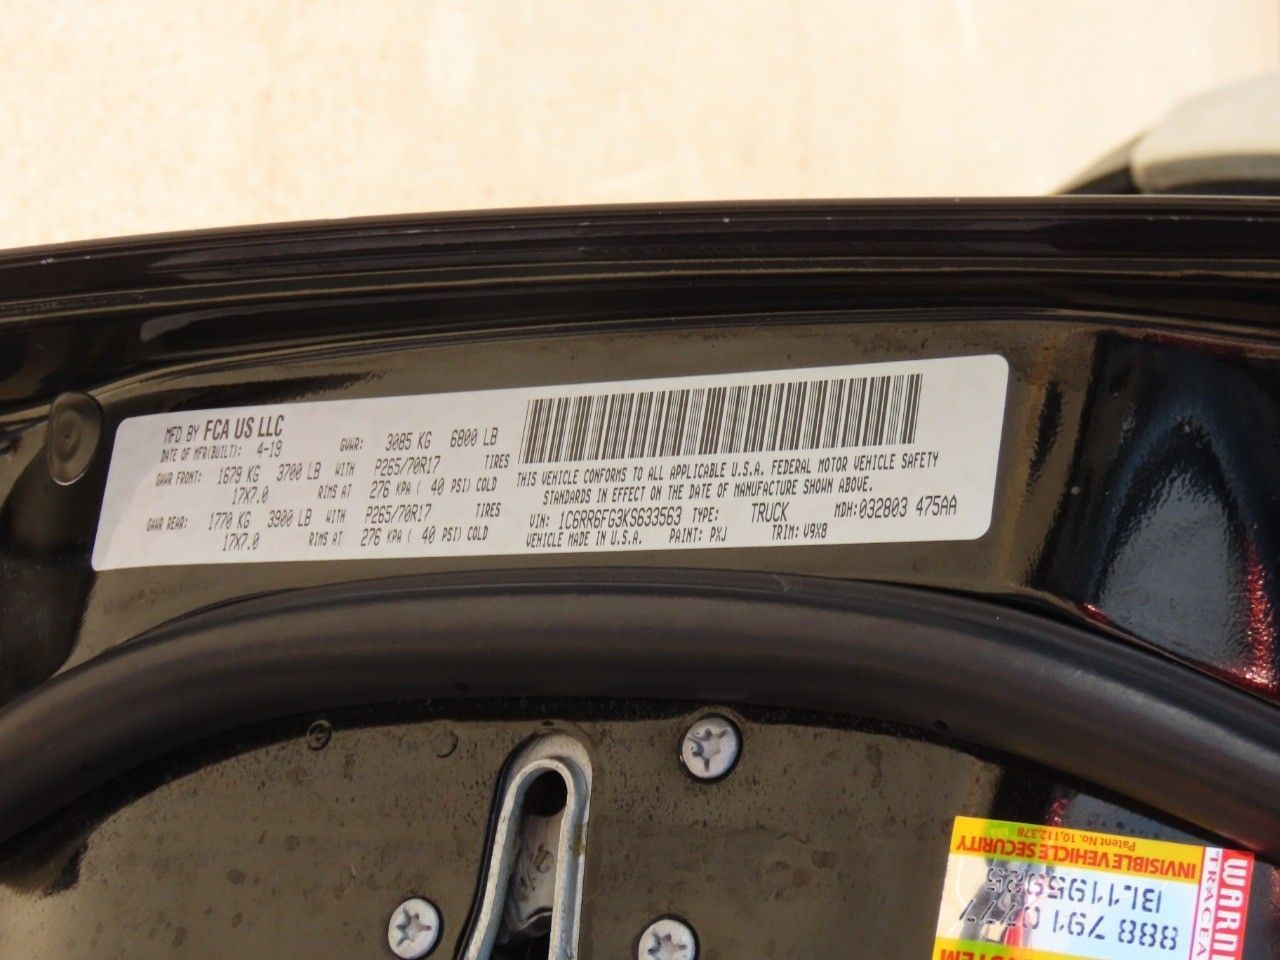 MFD BY FCA US LLC
DATE OF MFR(BUILT): 4-19 GVWR: 3085 KG 6800 LB
GAWR FRONT: 1679 KG 3700 LB WITH P265/70R17 TIRES
17X7.0 RIMS AT 276 KPA ( 40 PSI) COLD
GAWR REAR: 1770 KG 3900 LB WITH P265/70R17 TIRES
17X7.0 RIMS AT 276 KPA ( 40 PSI) COLD
THIS VEHICLE CONFORMS TO ALL APPLICABLE U.S.A. FEDERAL MOTOR VEHICLE SAFETY
STANDARDS IN EFFECT ON THE DATE OF MANUFACTURE SHOWN ABOVE.
VIN: 1C6RR6FG3KS633563 TYPE: TRUCK MDH:032803 475AA
VEHICLE MADE IN U.S.A. PAINT: PXJ TRIM: V9X8
WARN
TRACEA
888 791 0777
BL1195925
INVISIBLE VEHICLE SECURITY
Patent No. 10,112,378